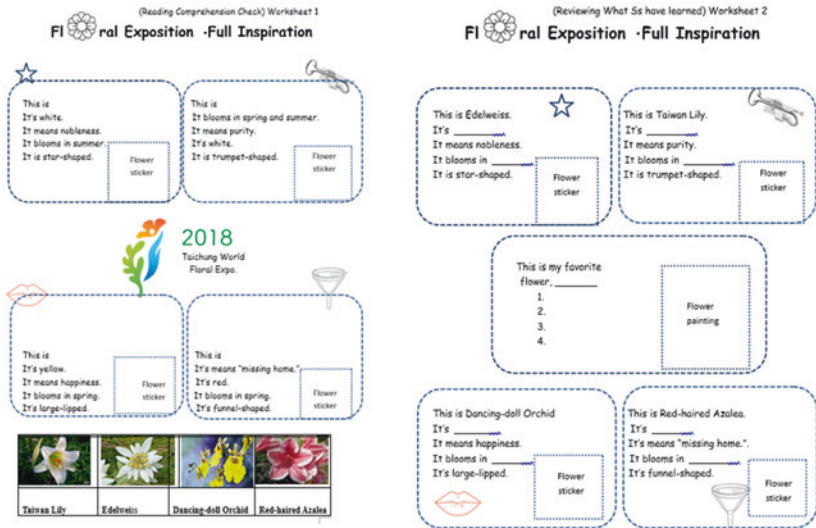 (Reading Comprehension Check) Worksheet 1
Fl ral Exposition ·Full Inspiration
This is
It's white.
It means nobleness.
It blooms in summer.
It is star-shaped.
Flower
sticker
This is
It blooms in spring and summer.
It means purity.
It's white.
It is trumpet-shaped.
Flower
sticker
2018
Taichung World
Floral Expo.
This is
It's yellow.
It means happiness.
It blooms in spring.
It's large-lipped.
Flower
sticker
This is
It's means "missing home."
It's red.
It blooms in spring.
It's funnel-shaped.
Flower
sticker
Taiwan Lily
Edelweiss
Dancing-doll Orchid
Red-haired Azalea
(Reviewing What Ss have learned) Worksheet 2
Fl ral Exposition ·Full Inspiration
This is Edelweiss.
It's ________
It means nobleness.
It blooms in ________
It is star-shaped.
Flower
sticker
This is Taiwan Lily.
It's ________
It means purity.
It blooms in ________
It is trumpet-shaped.
Flower
sticker
This is my favorite
flower, ________
1.
2.
3.
4.
Flower
painting
This is Dancing-doll Orchid
It's ________
It means happiness.
It blooms in ________
It's large-lipped.
Flower
sticker
This is Red-haired Azalea.
It's ________
It's means "missing home.".
It blooms in ________
It's funnel-shaped.
Flower
sticker